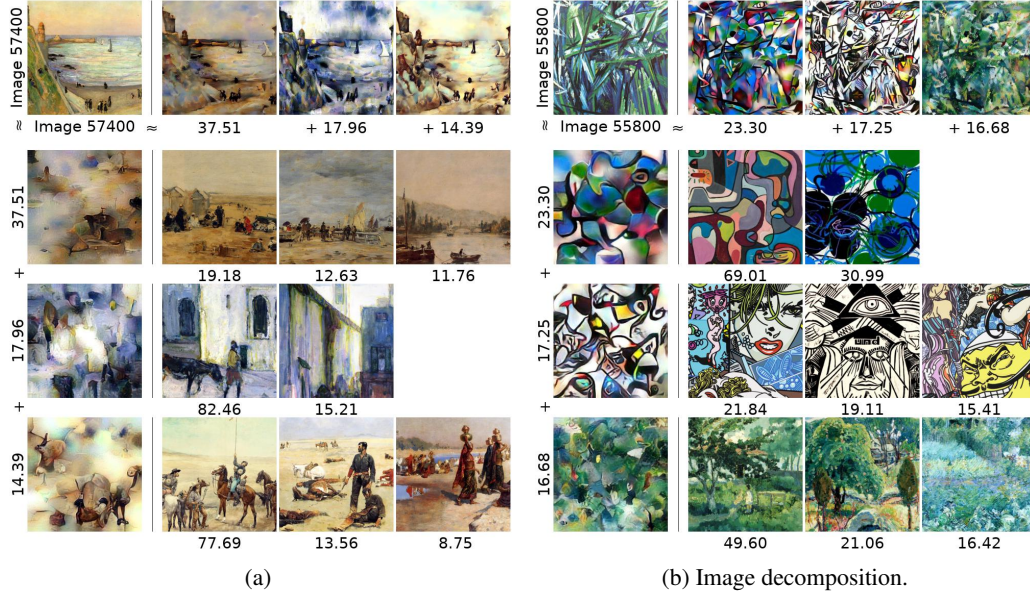 Image 57400
≈ Image 57400 ≈ 37.51 + 17.96 + 14.39
37.51
19.18 12.63 11.76
+
17.96
82.46 15.21
+
14.39
77.69 13.56 8.75
(a)
Image 55800
≈ Image 55800 ≈ 23.30 + 17.25 + 16.68
23.30
69.01 30.99
+
17.25
21.84 19.11 15.41
+
16.68
49.60 21.06 16.42
(b) Image decomposition.